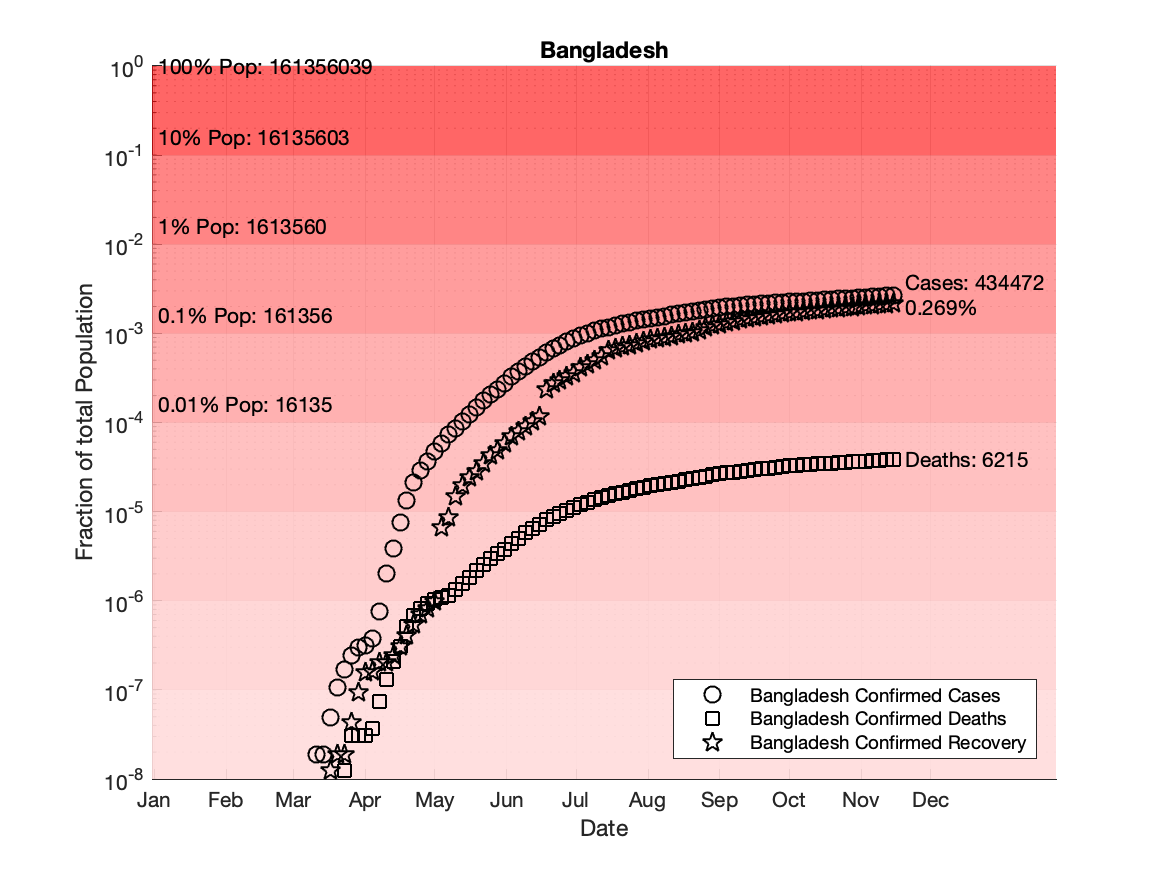 Bangladesh
10^0
100% Pop: 161356039
10% Pop: 16135603
10^-1
1% Pop: 1613560
10^-2
Cases: 434472
0.269%
0.1% Pop: 161356
10^-3
0.01% Pop: 16135
10^-4
Deaths: 6215
10^-5
10^-6
10^-7
10^-8
Fraction of total Population
Bangladesh Confirmed Cases
Bangladesh Confirmed Deaths
Bangladesh Confirmed Recovery
Jan Feb Mar Apr May Jun Jul Aug Sep Oct Nov Dec
Date